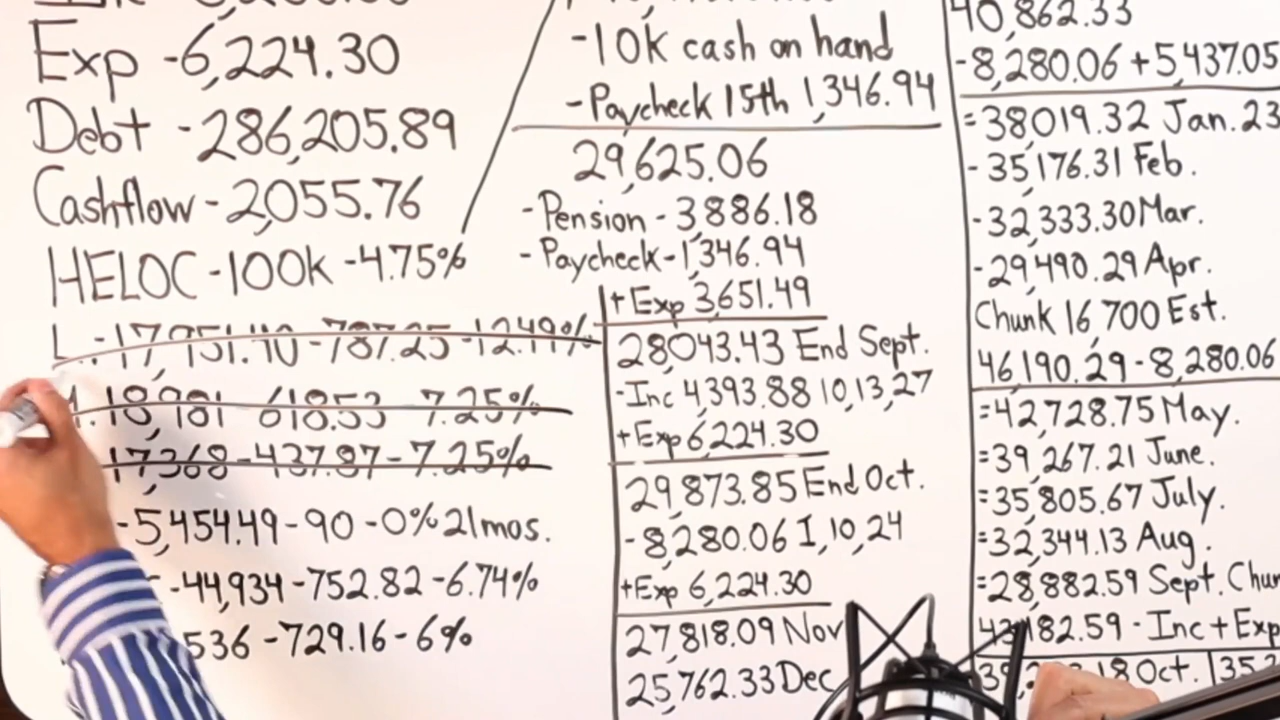 Exp -6,224.30
Debt -286,205.89
Cashflow -2,055.76
HELOC -100k -4.75%
L..-17,951.40 -787.25 -12.49%
.18,981 618.53 7.25%
17,368 -437.87 -7.25%
-5,454.49 -90 -0% 21mos.
-44,934 -752.82 -6.74%
536 -729.16 -6%
-10K cash on hand
-Paycheck 15th 1,346.94
29,625.06
-Pension -3,886.18
-Paycheck -1,346.94
+Exp 3,651.49
28,043.43 End Sept.
-Inc 4393.88 10,13,27
+Exp 6,224.30
29,873.85 End Oct.
-8,280.06 I,10,24
+Exp 6,224.30
27,818.09 Nov
25,762.33 Dec
40,862.33
-8,280.06 +5,437.05
=38019.32 Jan. 23
-35,176.31 Feb.
-32,333.30 Mar.
-29,490.29 Apr.
Chunk 16,700 Est.
46,190.29 -8,280.06
=42,728.75 May.
=39,267.21 June.
=35,805.67 July.
=32,344.13 Aug.
=28,882.59 Sept. Chun
182.59 - Inc + Exp
18 Oct.